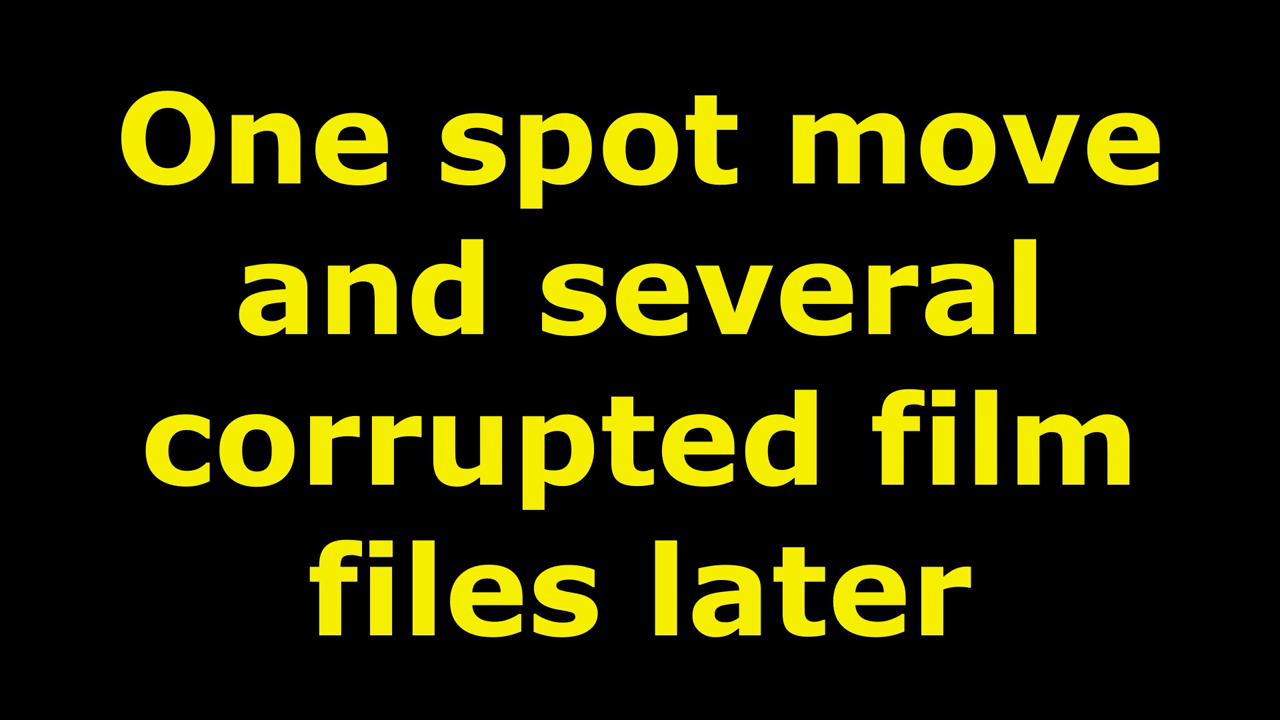 One spot move
and several
corrupted film
files later